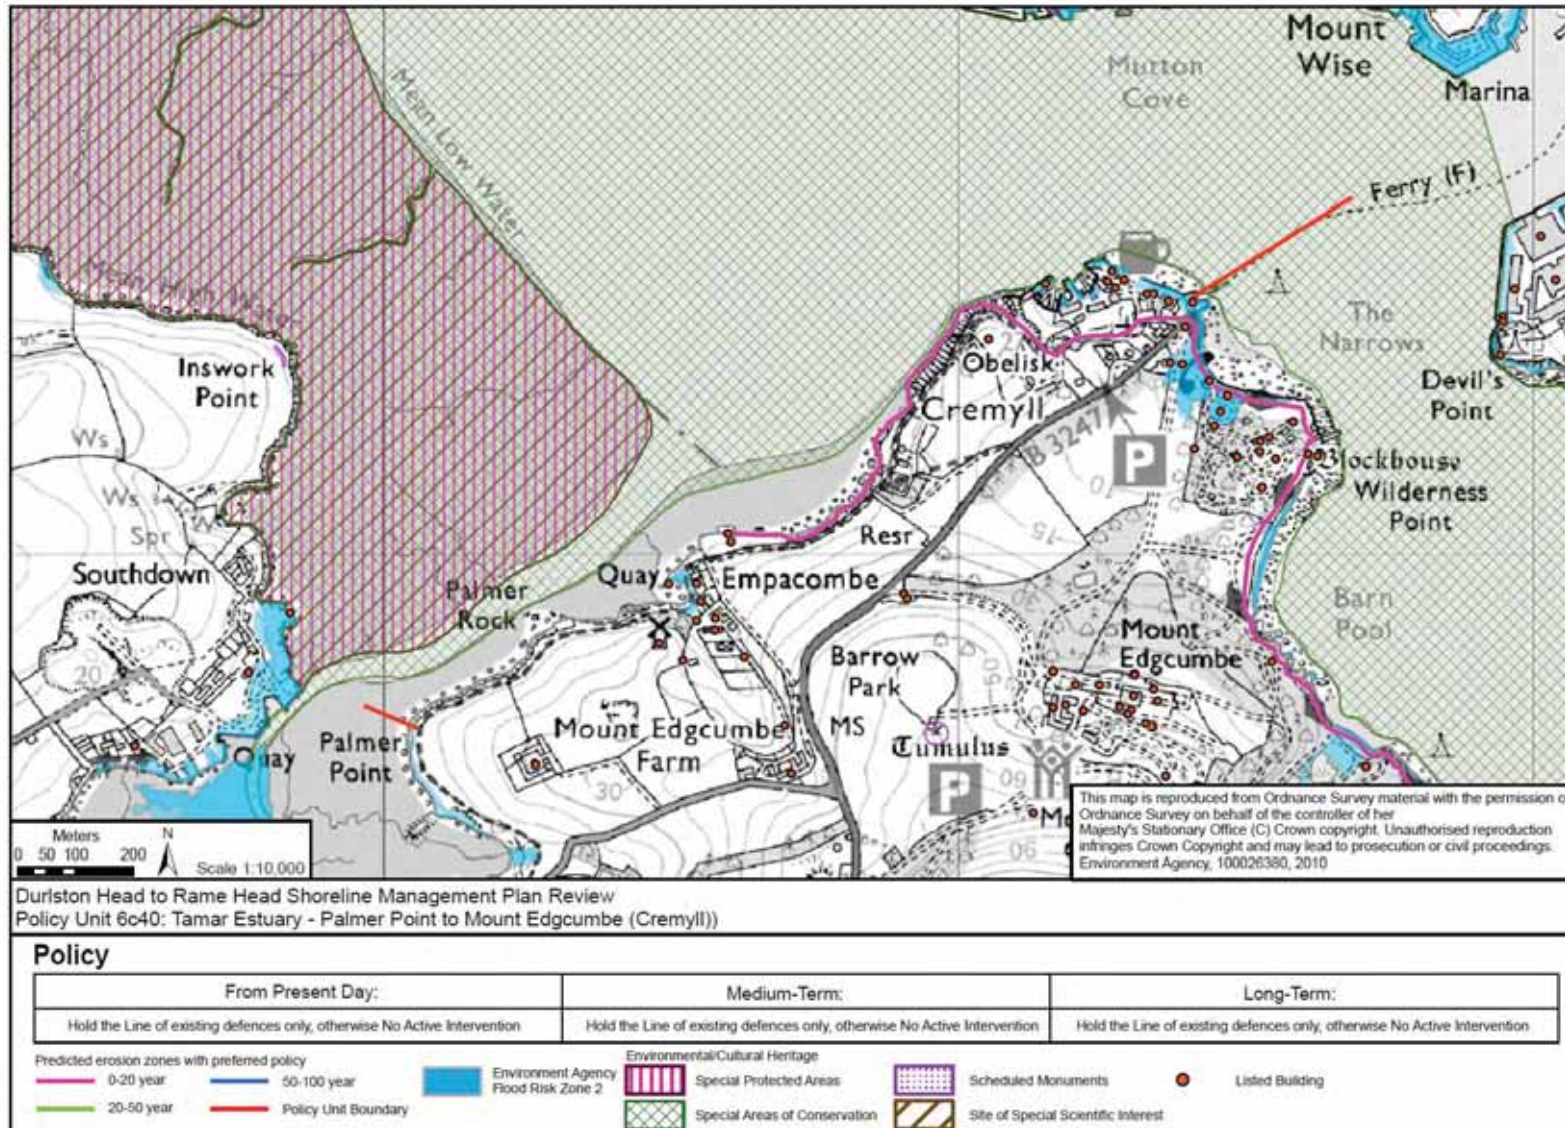 Mount
Wise
Mutton
Cove
Marina
Mean Low Water
Ferry (F)
Mean High Water
The
Narrows
Inswork
Point
Obelisk
Devil's
Point
Cremyll
B 3247
P
Ws
Blockhouse
Wilderness
Point
Ws
W
Spr
Resr
15
10
Southdown
Quay
Empacombe
Palmer
Rock
Barn
Pool
Mount
Edgcumbe
20
Barrow
Park
Mount Edgcumbe
Farm
MS
Tumulus
Quay
Palmer
Point
30
P
60
90
Meters
N
0 50 100 200
Scale 1:10,000
This map is reproduced from Ordnance Survey material with the permission o
Ordnance Survey on behalf of the controller of her
Majesty's Stationary Office (C) Crown copyright. Unauthorised reproduction
infringes Crown Copyright and may lead to prosecution or civil proceedings.
Environment Agency, 100026380, 2010
Durlston Head to Rame Head Shoreline Management Plan Review
Policy Unit 6c40: Tamar Estuary - Palmer Point to Mount Edgcumbe (Cremyll))
Policy
From Present Day: Medium-Term: Long-Term:
Hold the Line of existing defences only, otherwise No Active Intervention Hold the Line of existing defences only, otherwise No Active Intervention Hold the Line of existing defences only, otherwise No Active Intervention
Predicted erosion zones with preferred policy
0-20 year 50-100 year
20-50 year Policy Unit Boundary
Environment Agency
Flood Risk Zone 2
Environmental/Cultural Heritage
Special Protected Areas Scheduled Monuments Listed Building
Special Areas of Conservation Site of Special Scientific Interest